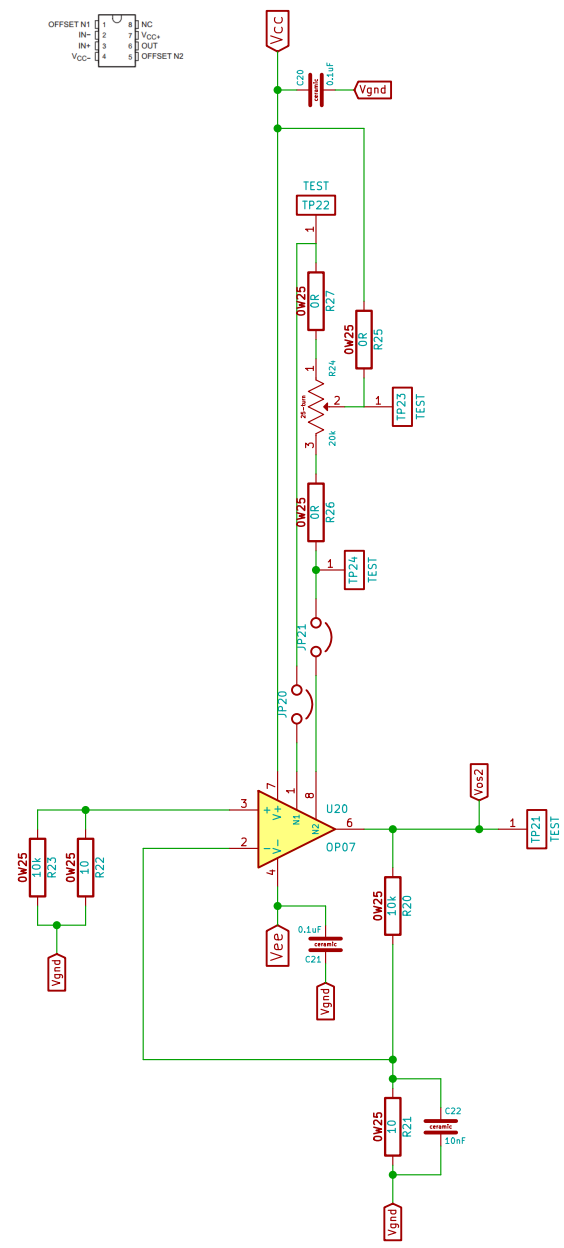 OFFSET N1 1 8 NC
IN− 2 7 VCC+
IN+ 3 6 OUT
VCC− 4 5 OFFSET N2
Vcc
C20
ceramic
0.1uF
Vgnd
TEST
TP22
1
0W25
0R
R27
0W25
0R
R25
1
R24
25-turn
2
1
TP23
TEST
3
20k
0W25
0R
R26
1
TP24
TEST
JP21
JP20
7
1
8
U20
OP07
3
2
+
−
V+
V−
N1
N2
6
4
Vos2
1
TP21
TEST
0W25
10k
R23
0W25
10
R22
Vgnd
Vee
0.1uF
ceramic
C21
Vgnd
0W25
10k
R20
0W25
10
R21
C22
ceramic
10nF
Vgnd